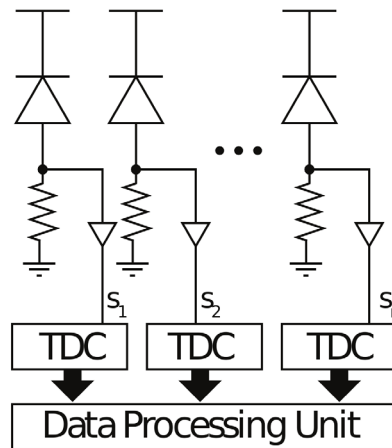 S1 S2 S
TDC TDC TDC
Data Processing Unit